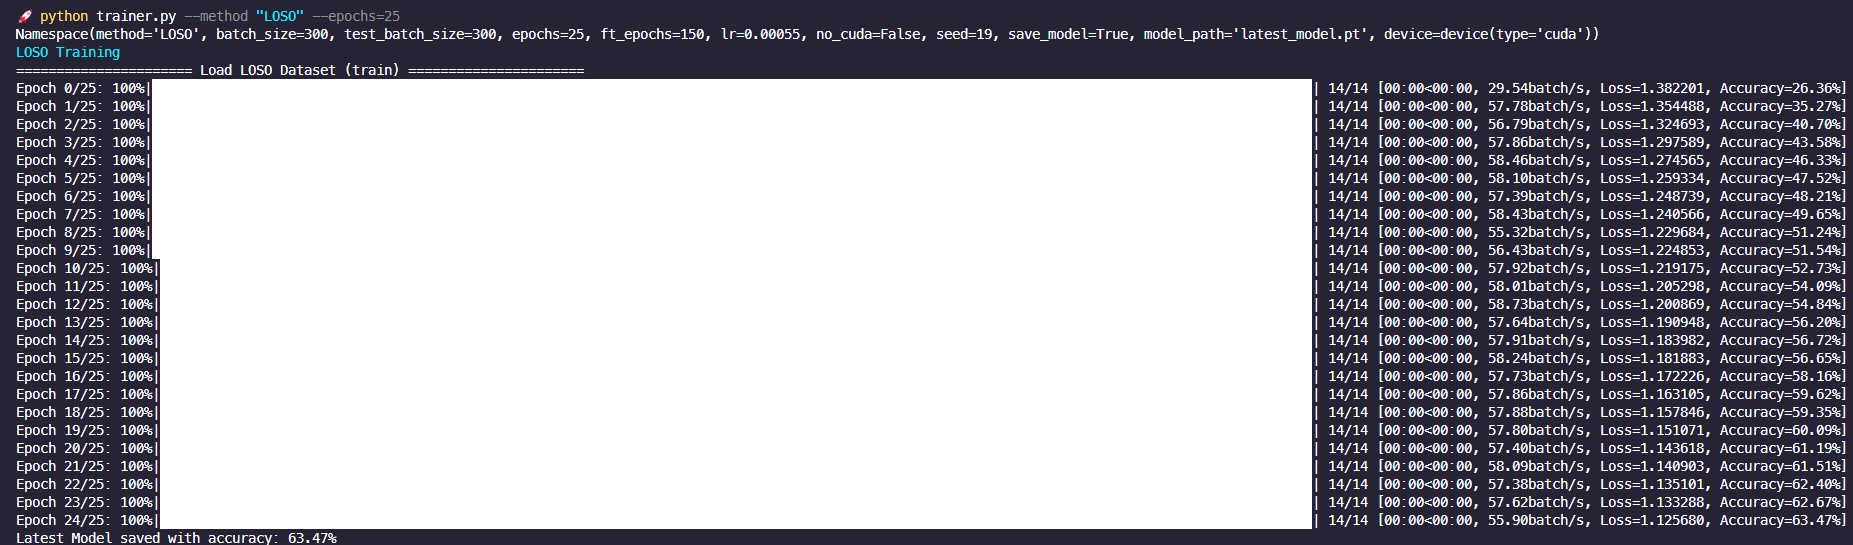 🚀 python trainer.py --method "LOSO" --epochs=25
Namespace(method='LOSO', batch_size=300, test_batch_size=300, epochs=25, ft_epochs=150, lr=0.00055, no_cuda=False, seed=19, save_model=True, model_path='latest_model.pt', device=device(type='cuda'))
LOSO Training
====================== Load LOSO Dataset (train) ======================
Epoch 0/25: 100%| | 14/14 [00:00<00:00, 29.54batch/s, Loss=1.382201, Accuracy=26.36%]
Epoch 1/25: 100%| | 14/14 [00:00<00:00, 57.78batch/s, Loss=1.354488, Accuracy=35.27%]
Epoch 2/25: 100%| | 14/14 [00:00<00:00, 56.79batch/s, Loss=1.324693, Accuracy=40.70%]
Epoch 3/25: 100%| | 14/14 [00:00<00:00, 57.86batch/s, Loss=1.297589, Accuracy=43.58%]
Epoch 4/25: 100%| | 14/14 [00:00<00:00, 58.46batch/s, Loss=1.274565, Accuracy=46.33%]
Epoch 5/25: 100%| | 14/14 [00:00<00:00, 58.10batch/s, Loss=1.259334, Accuracy=47.52%]
Epoch 6/25: 100%| | 14/14 [00:00<00:00, 57.39batch/s, Loss=1.248739, Accuracy=48.21%]
Epoch 7/25: 100%| | 14/14 [00:00<00:00, 58.43batch/s, Loss=1.240566, Accuracy=49.65%]
Epoch 8/25: 100%| | 14/14 [00:00<00:00, 55.32batch/s, Loss=1.229684, Accuracy=51.24%]
Epoch 9/25: 100%| | 14/14 [00:00<00:00, 56.43batch/s, Loss=1.224853, Accuracy=51.54%]
Epoch 10/25: 100%| | 14/14 [00:00<00:00, 57.92batch/s, Loss=1.219175, Accuracy=52.73%]
Epoch 11/25: 100%| | 14/14 [00:00<00:00, 58.01batch/s, Loss=1.205298, Accuracy=54.09%]
Epoch 12/25: 100%| | 14/14 [00:00<00:00, 58.73batch/s, Loss=1.200869, Accuracy=54.84%]
Epoch 13/25: 100%| | 14/14 [00:00<00:00, 57.64batch/s, Loss=1.190948, Accuracy=56.20%]
Epoch 14/25: 100%| | 14/14 [00:00<00:00, 57.91batch/s, Loss=1.183982, Accuracy=56.72%]
Epoch 15/25: 100%| | 14/14 [00:00<00:00, 58.24batch/s, Loss=1.181883, Accuracy=56.65%]
Epoch 16/25: 100%| | 14/14 [00:00<00:00, 57.73batch/s, Loss=1.172226, Accuracy=58.16%]
Epoch 17/25: 100%| | 14/14 [00:00<00:00, 57.86batch/s, Loss=1.163105, Accuracy=59.62%]
Epoch 18/25: 100%| | 14/14 [00:00<00:00, 57.88batch/s, Loss=1.157846, Accuracy=59.35%]
Epoch 19/25: 100%| | 14/14 [00:00<00:00, 57.80batch/s, Loss=1.151071, Accuracy=60.09%]
Epoch 20/25: 100%| | 14/14 [00:00<00:00, 57.40batch/s, Loss=1.143618, Accuracy=61.19%]
Epoch 21/25: 100%| | 14/14 [00:00<00:00, 58.09batch/s, Loss=1.140903, Accuracy=61.51%]
Epoch 22/25: 100%| | 14/14 [00:00<00:00, 57.38batch/s, Loss=1.135101, Accuracy=62.40%]
Epoch 23/25: 100%| | 14/14 [00:00<00:00, 57.62batch/s, Loss=1.133288, Accuracy=62.67%]
Epoch 24/25: 100%| | 14/14 [00:00<00:00, 55.90batch/s, Loss=1.125680, Accuracy=63.47%]
Latest Model saved with accuracy: 63.47%